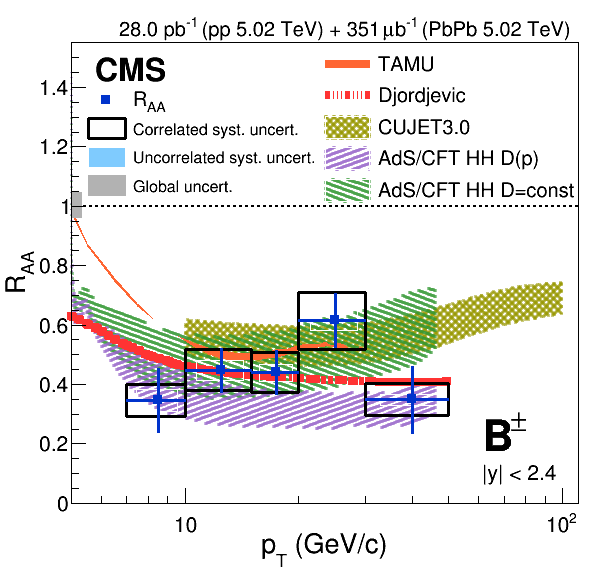 28.0 pb⁻¹ (pp 5.02 TeV) + 351 μb⁻¹ (PbPb 5.02 TeV)
CMS
R_AA
Correlated syst. uncert.
Uncorrelated syst. uncert.
Global uncert.
TAMU
Djordjevic
CUJET3.0
AdS/CFT HH D(p)
AdS/CFT HH D=const
R_AA
1.4
1.2
1
0.8
0.6
0.4
0.2
0
B±
|y| < 2.4
10
10²
p_T (GeV/c)